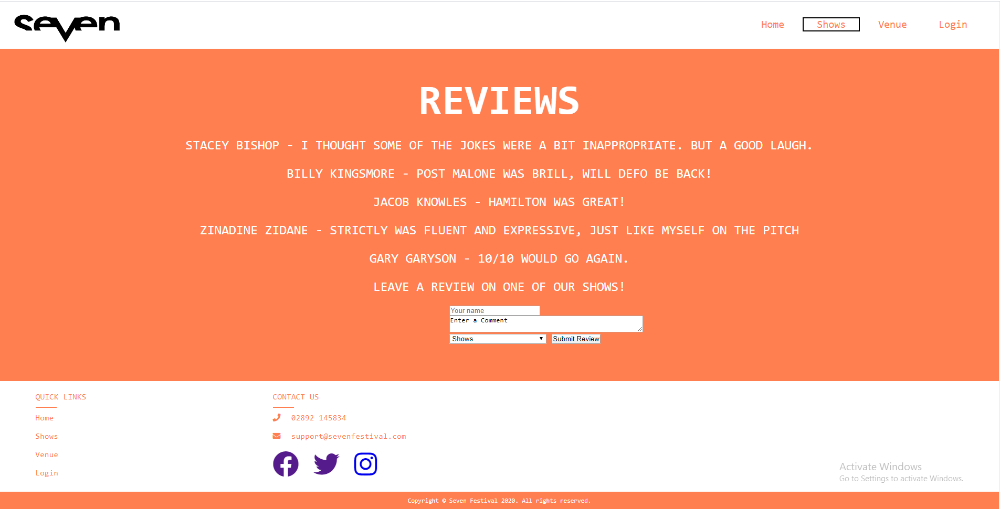 seven
Home Shows Venue Login
REVIEWS
STACEY BISHOP - I THOUGHT SOME OF THE JOKES WERE A BIT INAPPROPRIATE. BUT A GOOD LAUGH.
BILLY KINGSMORE - POST MALONE WAS BRILL, WILL DEFO BE BACK!
JACOB KNOWLES - HAMILTON WAS GREAT!
ZINADINE ZIDANE - STRICTLY WAS FLUENT AND EXPRESSIVE, JUST LIKE MYSELF ON THE PITCH
GARY GARYSON - 10/10 WOULD GO AGAIN.
LEAVE A REVIEW ON ONE OF OUR SHOWS!
Your name
Enter a Comment
Shows Submit Review
QUICK LINKS
Home
Shows
Venue
Login
CONTACT US
02892 145834
support@sevenfestival.com
Activate Windows
Go to Settings to activate Windows.
Copyright © Seven Festival 2020. All rights reserved.